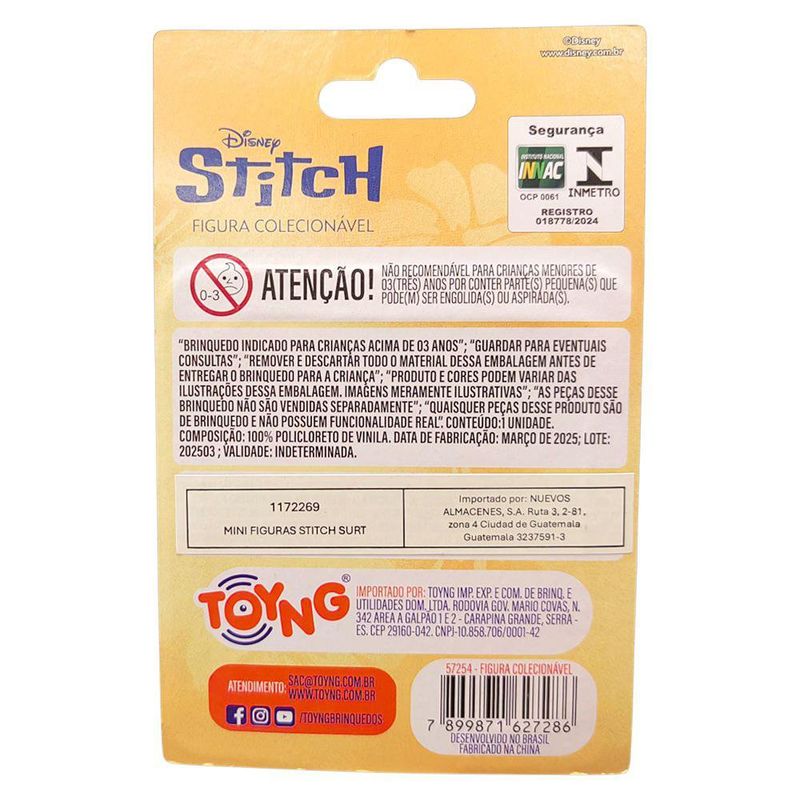 ©Disney
www.disney.com.br
Disney
Stitch
FIGURA COLECIONÁVEL
Segurança
INSTITUTO NACIONAL
INNAC
OCP 0061
INMETRO
REGISTRO
018778/2024
0-3
ATENÇÃO!
NÃO RECOMENDÁVEL PARA CRIANÇAS MENORES DE
03(TRÊS) ANOS POR CONTER PARTE(S) PEQUENA(S) QUE
PODE(M) SER ENGOLIDA(S) OU ASPIRADA(S).
"BRINQUEDO INDICADO PARA CRIANÇAS ACIMA DE 03 ANOS"; "GUARDAR PARA EVENTUAIS
CONSULTAS"; "REMOVER E DESCARTAR TODO O MATERIAL DESSA EMBALAGEM ANTES DE
ENTREGAR O BRINQUEDO PARA A CRIANÇA"; "PRODUTO E CORES PODEM VARIAR DAS
ILUSTRAÇÕES DESSA EMBALAGEM. IMAGENS MERAMENTE ILUSTRATIVAS"; "AS PEÇAS DESSE
BRINQUEDO NÃO SÃO VENDIDAS SEPARADAMENTE"; "QUAISQUER PEÇAS DESSE PRODUTO SÃO
DE BRINQUEDO E NÃO POSSUEM FUNCIONALIDADE REAL". CONTEÚDO:1 UNIDADE.
COMPOSIÇÃO: 100% POLICLORETO DE VINILA. DATA DE FABRICAÇÃO: MARÇO DE 2025; LOTE:
202503 ; VALIDADE: INDETERMINADA.
1172269
MINI FIGURAS STITCH SURT
Importado por: NUEVOS
ALMACENES, S.A. Ruta 3, 2-81,
zona 4 Ciudad de Guatemala
Guatemala 3237591-3
TOYNG®
IMPORTADO POR: TOYNG IMP. EXP. E COM. DE BRINQ. E
UTILIDADES DOM. LTDA. RODOVIA GOV. MARIO COVAS, N.
342 AREA A GALPÃO 1 E 2 - CARAPINA GRANDE, SERRA -
ES. CEP 29160-042. CNPJ-10.858.706/0001-42
ATENDIMENTO: SAC@TOYNG.COM.BR
WWW.TOYNG.COM.BR
/TOYNGBRINQUEDOS
57254 - FIGURA COLECIONÁVEL
7 899871 627286
DESENVOLVIDO NO BRASIL
FABRICADO NA CHINA